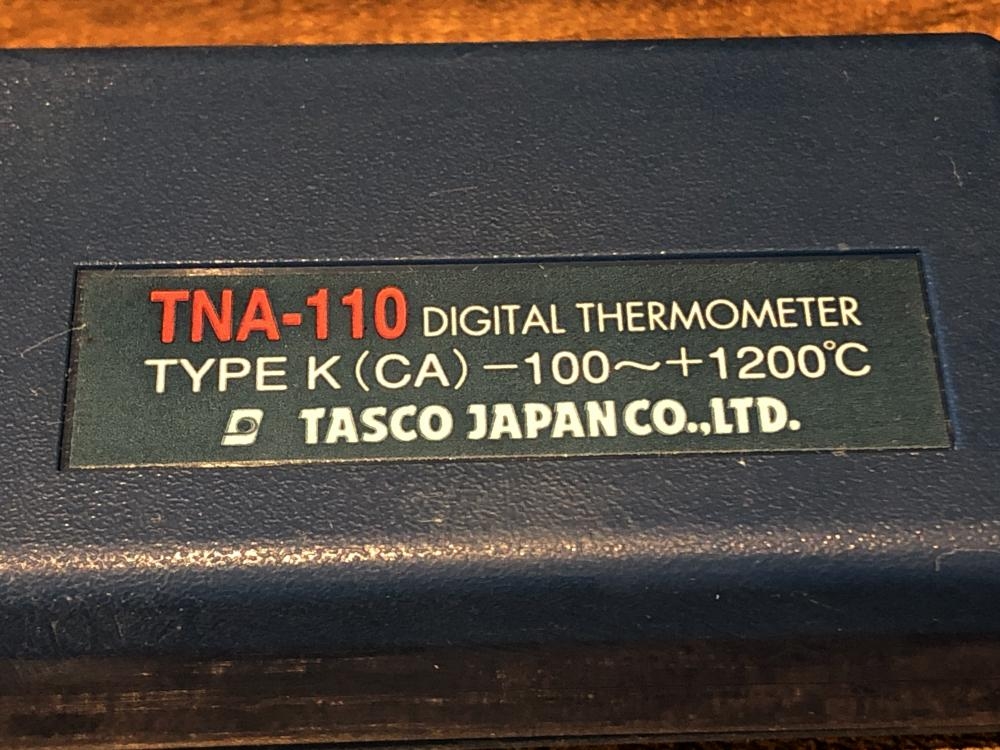 TNA-110 DIGITAL THERMOMETER
TYPE K (CA) −100～+1200℃
TASCO JAPAN CO.,LTD.